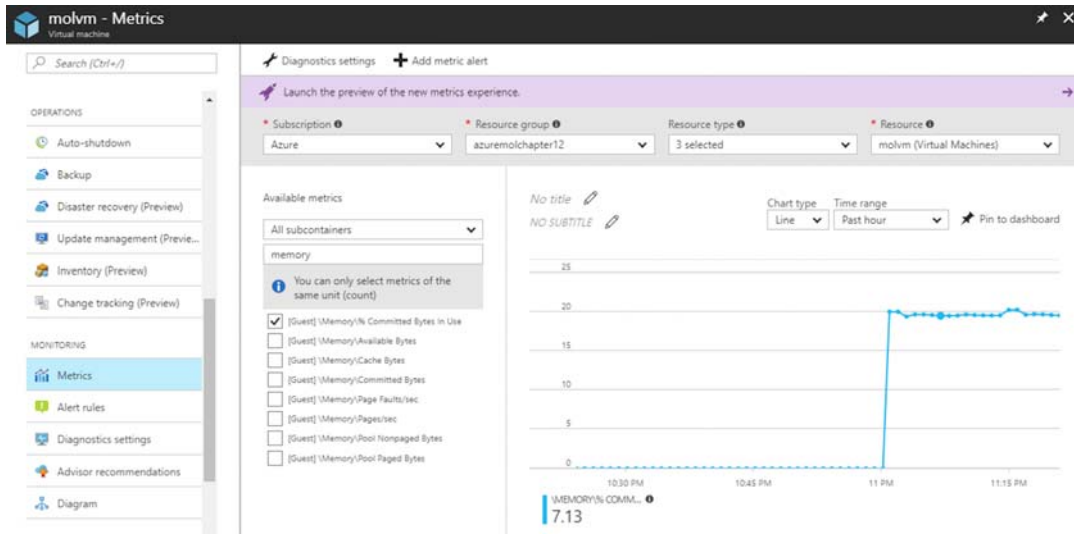 molvm - Metrics
Virtual machine
Search (Ctrl+/)
OPERATIONS
Auto-shutdown
Backup
Disaster recovery (Preview)
Update management (Previe...
Inventory (Preview)
Change tracking (Preview)
MONITORING
Metrics
Alert rules
Diagnostics settings
Advisor recommendations
Diagram
Diagnostics settings Add metric alert
Launch the preview of the new metrics experience.
* Subscription * Resource group Resource type * Resource
Azure azuremolchapter12 3 selected molvm (Virtual Machines)
Available metrics
All subcontainers
memory
You can only select metrics of the
same unit (count)
[Guest] \Memory\% Committed Bytes In Use
[Guest] \Memory\Available Bytes
[Guest] \Memory\Cache Bytes
[Guest] \Memory\Committed Bytes
[Guest] \Memory\Page Faults/sec
[Guest] \Memory\Pages/sec
[Guest] \Memory\Pool Nonpaged Bytes
[Guest] \Memory\Pool Paged Bytes
No title
NO SUBTITLE
Chart type Time range
Line Past hour Pin to dashboard
25
20
15
10
5
0
10:30 PM 10:45 PM 11 PM 11:15 PM
\MEMORY\% COMM...
7.13